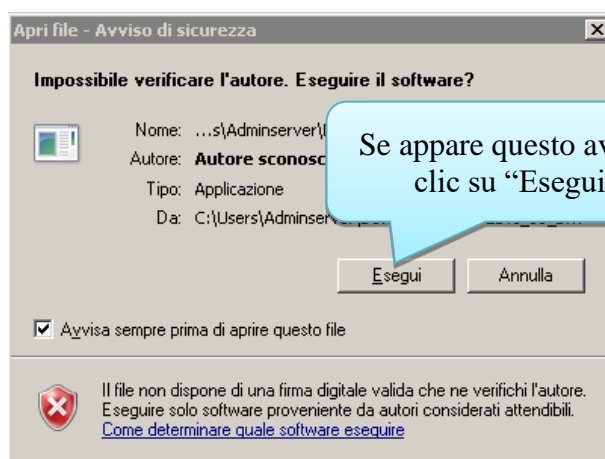 Apri file - Avviso di sicurezza
Impossibile verificare l'autore. Eseguire il software?
Nome: ...s\Adminserver\
Autore: Autore sconosc
Tipo: Applicazione
Da: C:\Users\Adminserver
Se appare questo av
clic su “Esegui
Esegui
Annulla
Avvisa sempre prima di aprire questo file
Il file non dispone di una firma digitale valida che ne verifichi l'autore.
Eseguire solo software proveniente da autori considerati attendibili.
Come determinare quale software eseguire